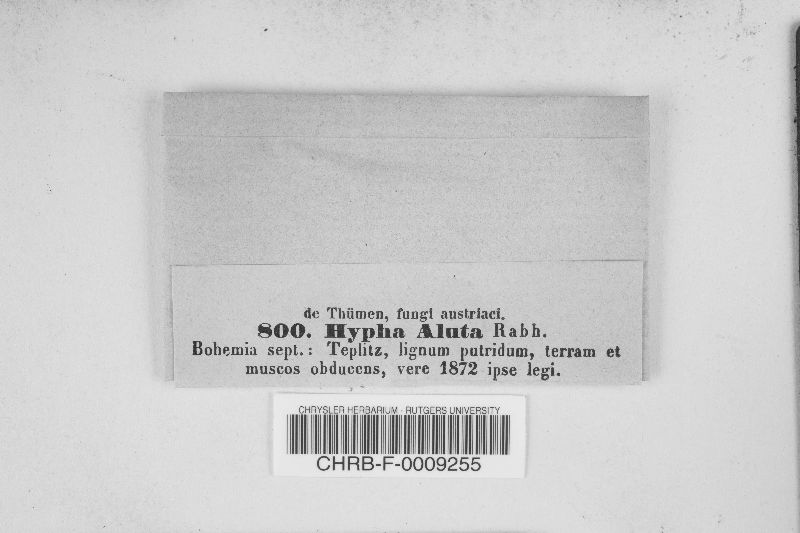 de Thümen, fungi austriaci.
800. Hypha Aluta Rabh.
Bohemia sept.: Teplitz, lignum putridum, terram et
muscos obducens, vere 1872 ipse legi.
CHRYSLER HERBARIUM - RUTGERS UNIVERSITY
CHRB-F-0009255